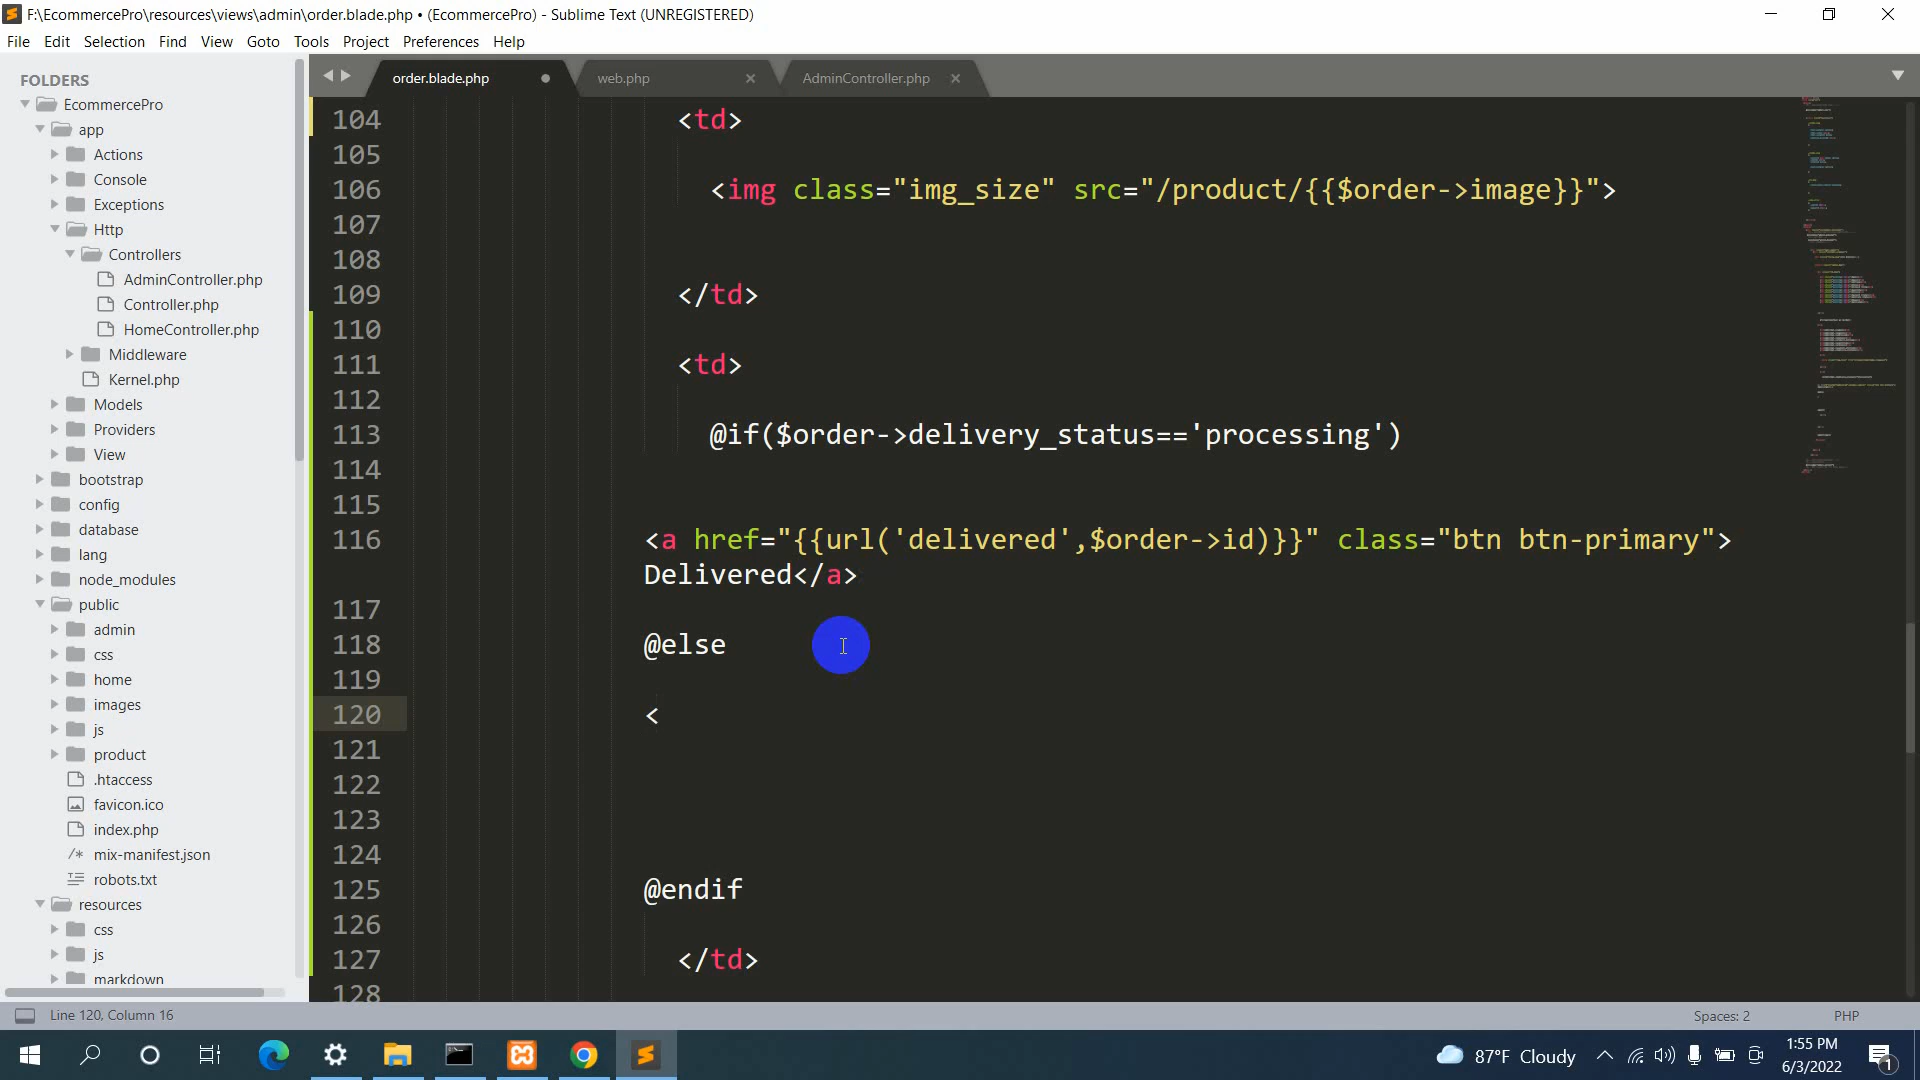 F:\EcommercePro\resources\views\admin\order.blade.php • (EcommercePro) - Sublime Text (UNREGISTERED)
File Edit Selection Find View Goto Tools Project Preferences Help
FOLDERS
EcommercePro
app
Actions
Console
Exceptions
Http
Controllers
AdminController.php
Controller.php
HomeController.php
Middleware
Kernel.php
Models
Providers
View
bootstrap
config
database
lang
node_modules
public
admin
css
home
images
js
product
.htaccess
favicon.ico
index.php
mix-manifest.json
robots.txt
resources
css
js
markdown
order.blade.php web.php AdminController.php
104 <td>
105
106 <img class="img_size" src="/product/{{$order->image}}">
107
108
109 </td>
110
111 <td>
112
113 @if($order->delivery_status=='processing')
114
115
116 <a href="{{url('delivered',$order->id)}}" class="btn btn-primary">
Delivered</a>
117
118 @else
119
120 <
121
122
123
124
125 @endif
126
127 </td>
128
Line 120, Column 16 Spaces: 2 PHP
87°F Cloudy
1:55 PM
6/3/2022
1